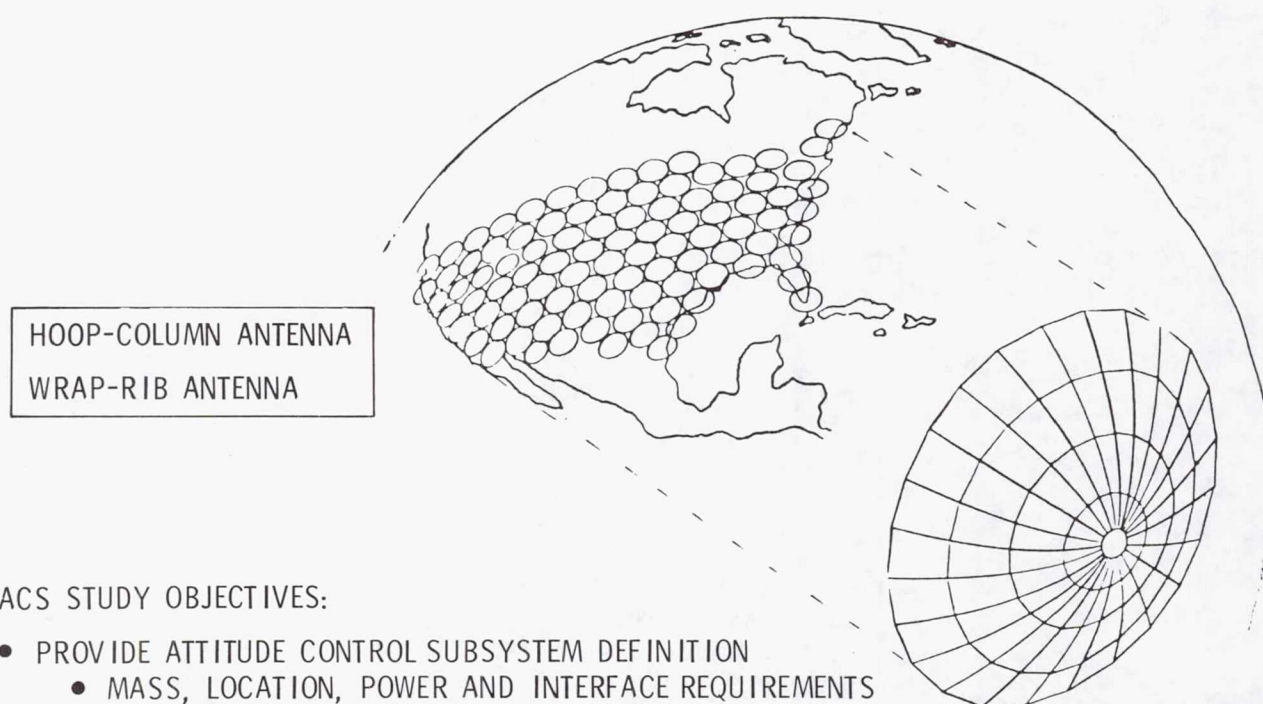 HOOP-COLUMN ANTENNA
WRAP-RIB ANTENNA
ACS STUDY OBJECTIVES:
• PROVIDE ATTITUDE CONTROL SUBSYSTEM DEFINITION
• MASS, LOCATION, POWER AND INTERFACE REQUIREMENTS